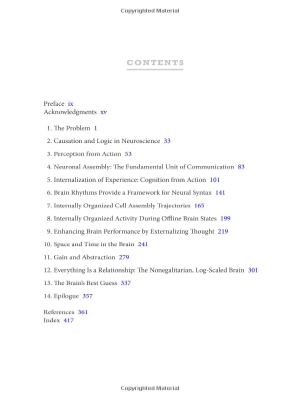 Copyrighted Material
CONTENTS
Preface ix
Acknowledgments xv
1. The Problem 1
2. Causation and Logic in Neuroscience 33
3. Perception from Action 53
4. Neuronal Assembly: The Fundamental Unit of Communication 83
5. Internalization of Experience: Cognition from Action 101
6. Brain Rhythms Provide a Framework for Neural Syntax 141
7. Internally Organized Cell Assembly Trajectories 165
8. Internally Organized Activity During Offline Brain States 199
9. Enhancing Brain Performance by Externalizing Thought 219
10. Space and Time in the Brain 241
11. Gain and Abstraction 279
12. Everything Is a Relationship: The Nonegalitarian, Log-Scaled Brain 301
13. The Brain's Best Guess 337
14. Epilogue 357
References 361
Index 417
Copyrighted Material